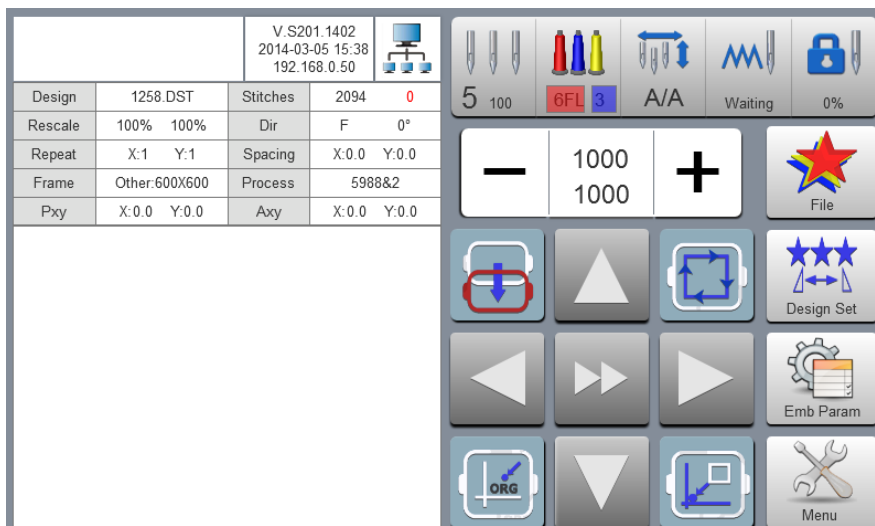 V.S201.1402
2014-03-05 15:38
192.168.0.50
Design 1258.DST Stitches 2094 0
Rescale 100% 100% Dir F 0°
Repeat X:1 Y:1 Spacing X:0.0 Y:0.0
Frame Other:600X600 Process 5988&2
Pxy X:0.0 Y:0.0 Axy X:0.0 Y:0.0
5 100 6FL 3 A/A Waiting 0%
1000
1000
File
Design Set
Emb Param
ORG
Menu